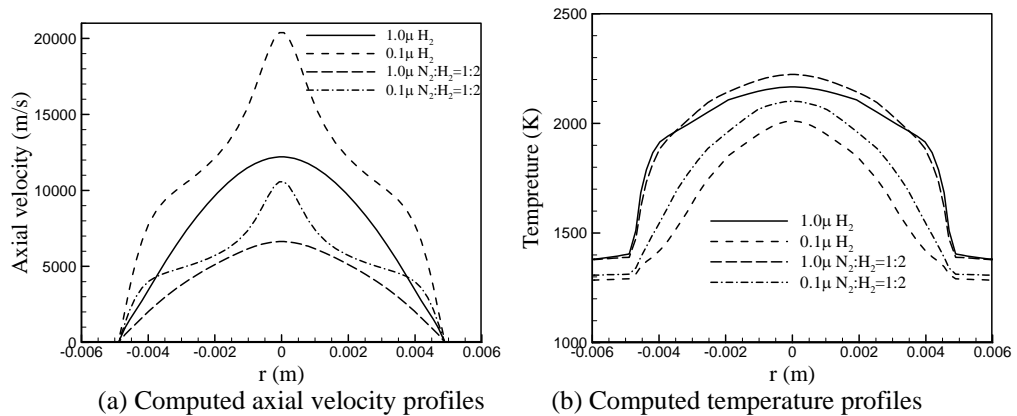 20000
15000
10000
5000
0
Axial velocity (m/s)
1.0μ H₂
0.1μ H₂
1.0μ N₂:H₂=1:2
0.1μ N₂:H₂=1:2
-0.006 -0.004 -0.002 0 0.002 0.004 0.006
r (m)
(a) Computed axial velocity profiles
2500
2000
1500
1000
Tempreture (K)
1.0μ H₂
0.1μ H₂
1.0μ N₂:H₂=1:2
0.1μ N₂:H₂=1:2
-0.006 -0.004 -0.002 0 0.002 0.004 0.006
r (m)
(b) Computed temperature profiles